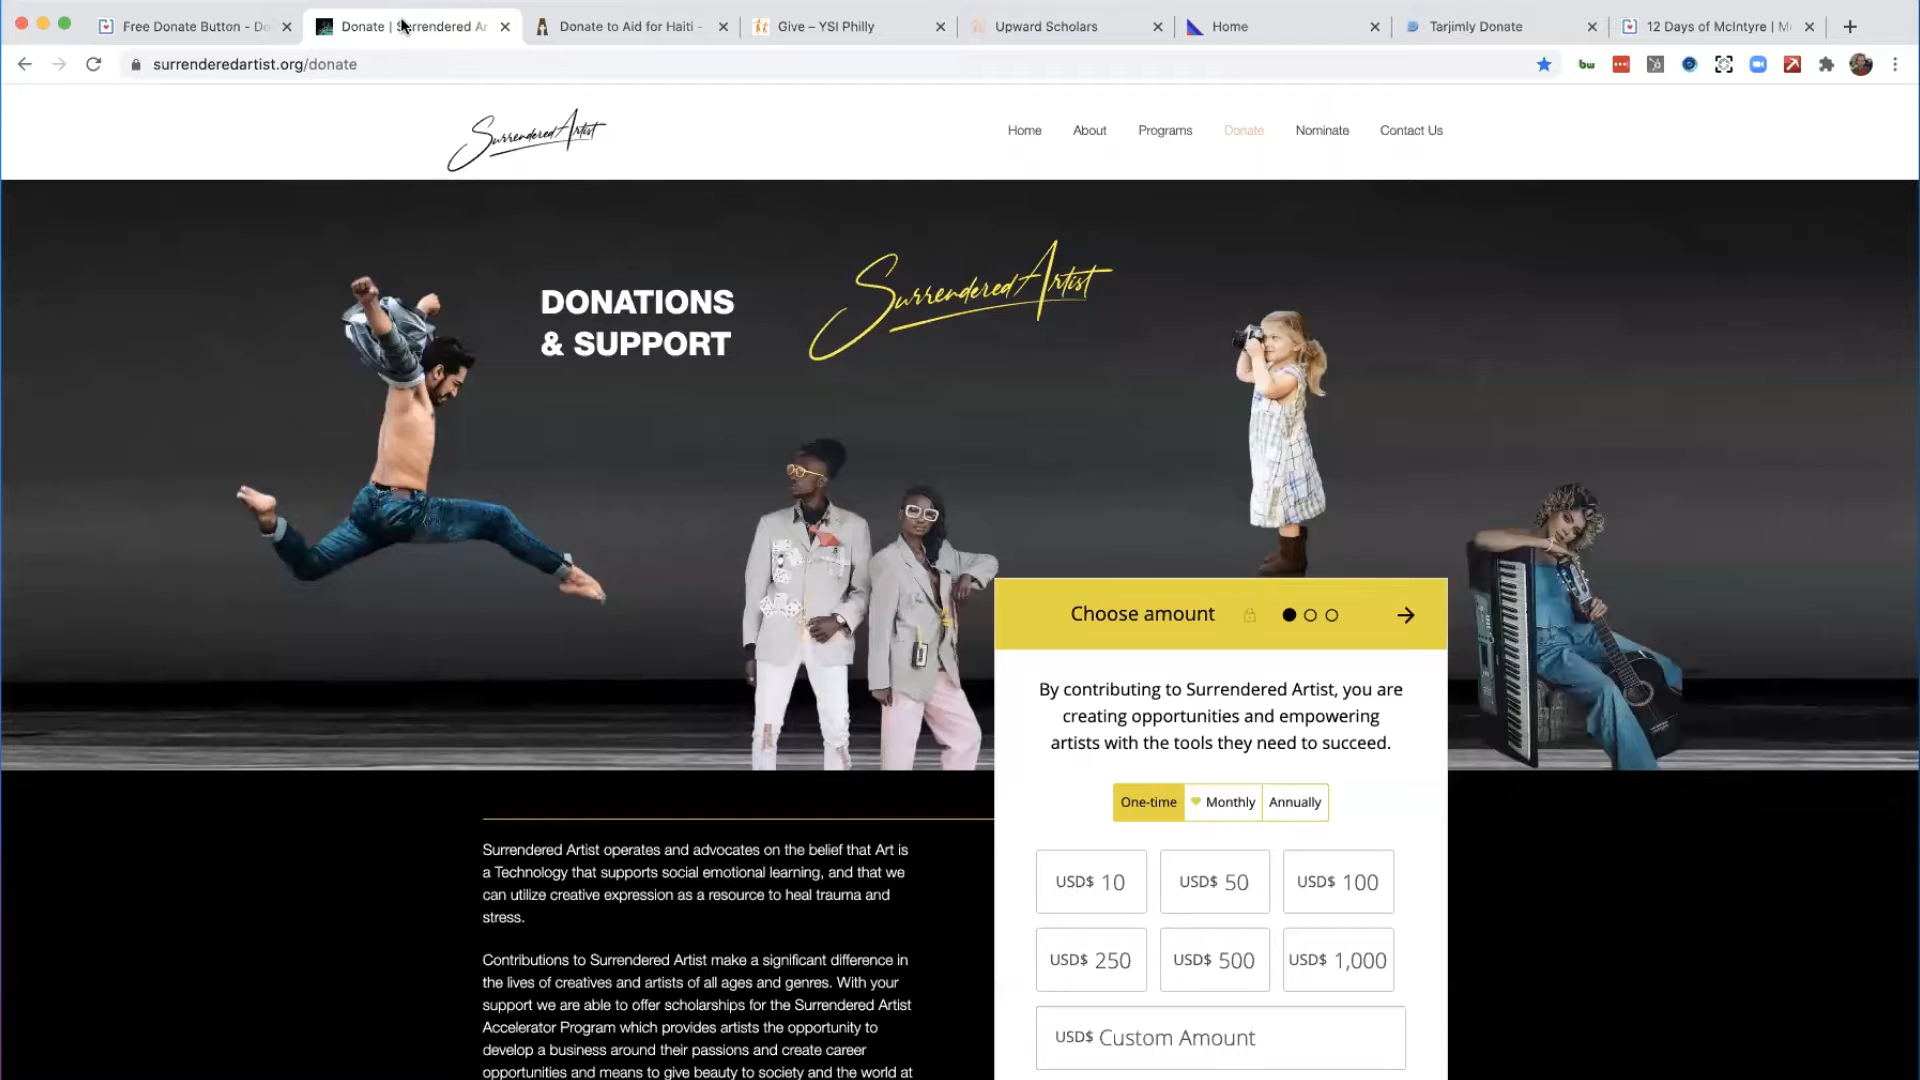 Free Donate Button - Do
Donate | Surrendered Ar
Donate to Aid for Haiti -
Give – YSI Philly
Upward Scholars
Home
Tarjimly Donate
12 Days of McIntyre | M
surrenderedartist.org/donate
bw
Surrendered Artist
Home
About
Programs
Donate
Nominate
Contact Us
DONATIONS
& SUPPORT
Surrendered Artist
Choose amount
By contributing to Surrendered Artist, you are
creating opportunities and empowering
artists with the tools they need to succeed.
One-time
Monthly
Annually
USD$ 10
USD$ 50
USD$ 100
USD$ 250
USD$ 500
USD$ 1,000
USD$ Custom Amount
Surrendered Artist operates and advocates on the belief that Art is
a Technology that supports social emotional learning, and that we
can utilize creative expression as a resource to heal trauma and
stress.
Contributions to Surrendered Artist make a significant difference in
the lives of creatives and artists of all ages and genres. With your
support we are able to offer scholarships for the Surrendered Artist
Accelerator Program which provides artists the opportunity to
develop a business around their passions and create career
opportunities and means to give beauty to society and the world at